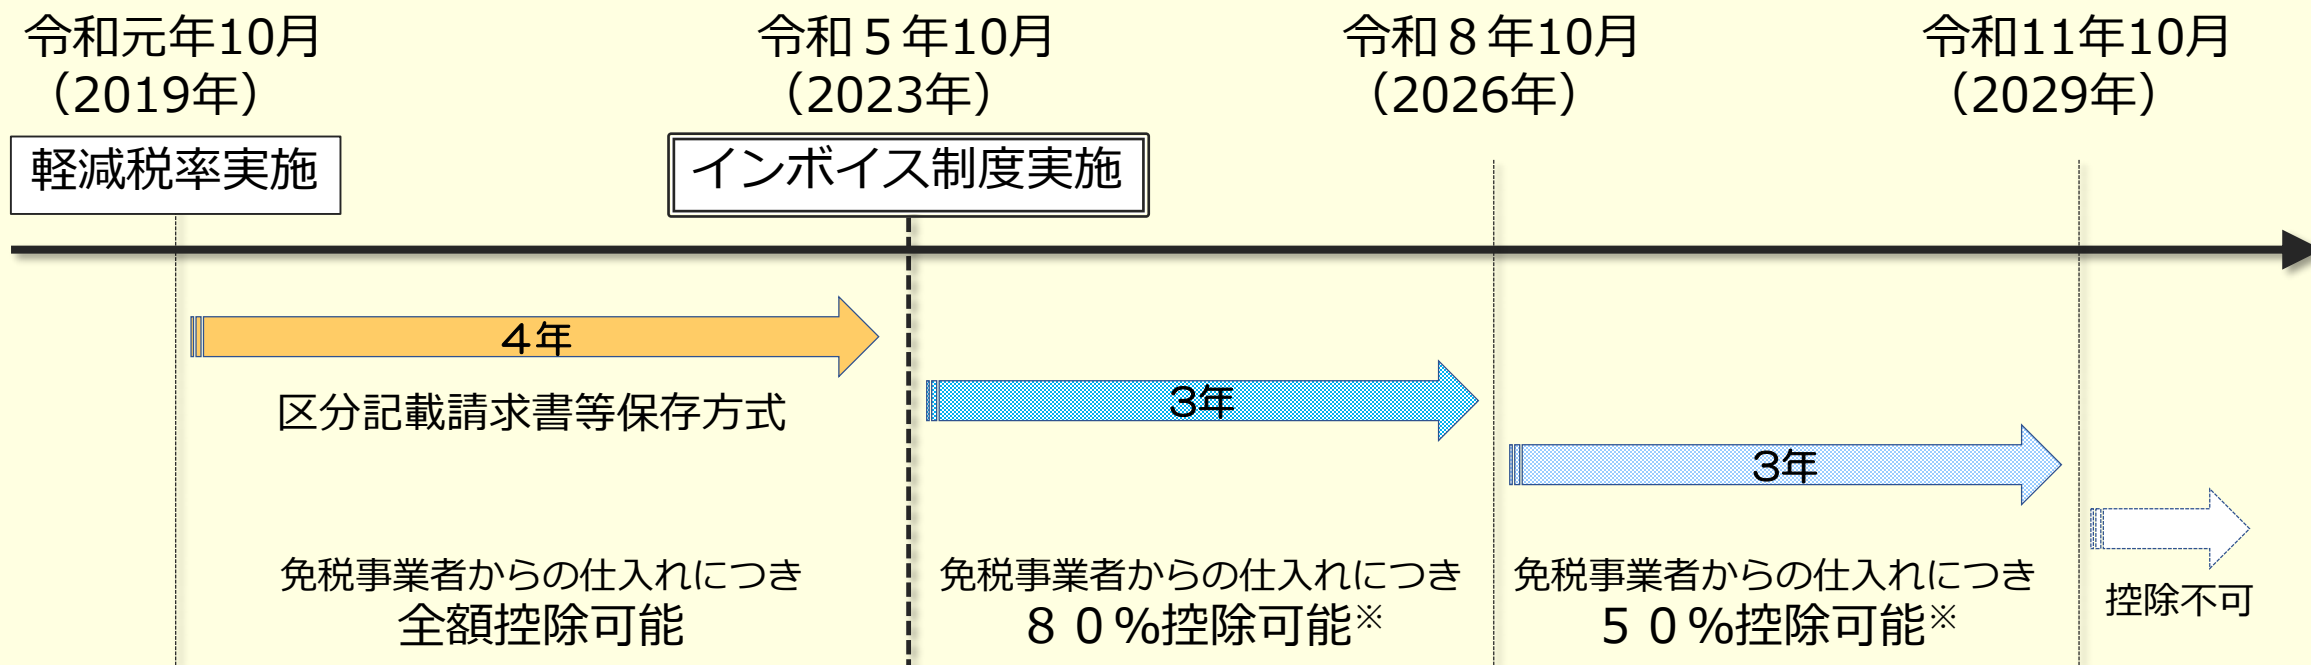 令和元年10月
（2019年）
令和５年10月
（2023年）
令和８年10月
（2026年）
令和11年10月
（2029年）
軽減税率実施
インボイス制度実施
４年
区分記載請求書等保存方式
免税事業者からの仕入れにつき
全額控除可能
３年
免税事業者からの仕入れにつき
８０％控除可能※
３年
免税事業者からの仕入れにつき
５０％控除可能※
控除不可